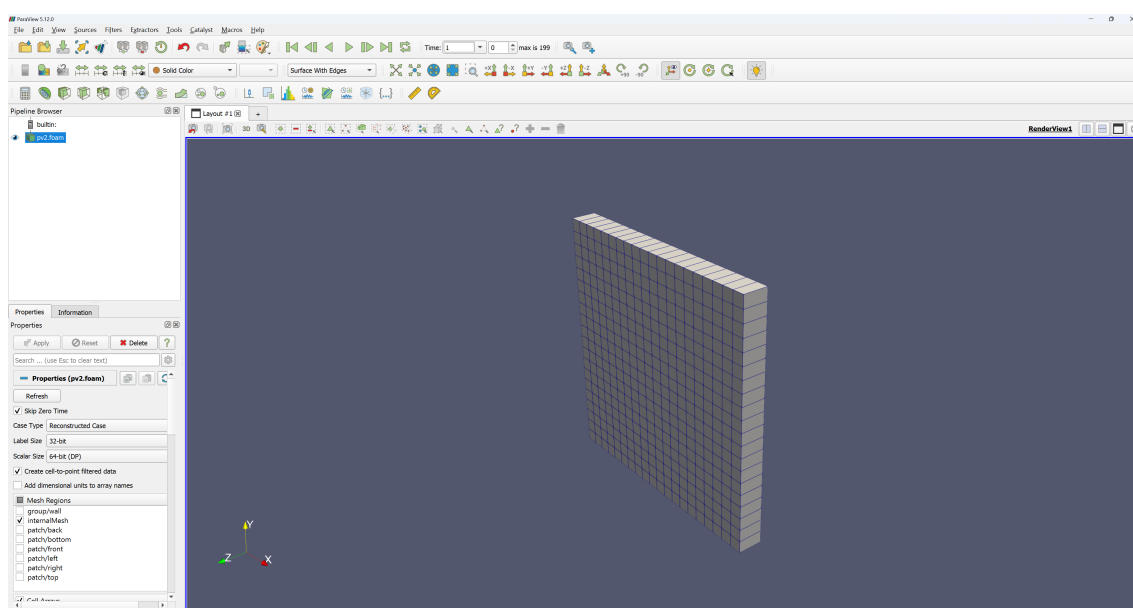 ParaView 5.12.0
File Edit View Sources Filters Extractors Tools Catalyst Macros Help
Time: 1 0 max is 199
Solid Color Surface With Edges +X -X +Y -Y +Z -Z -90 +90
Pipeline Browser
Layout #1 +
builtin:
pv2.foam
3D
RenderView1
Properties Information
Properties
Apply Reset Delete ?
Search ... (use Esc to clear text)
Properties (pv2.foam)
Refresh
Skip Zero Time
Case Type Reconstructed Case
Label Size 32-bit
Scalar Size 64-bit (DP)
Create cell-to-point filtered data
Add dimensional units to array names
Mesh Regions
group/wall
internalMesh
patch/back
patch/bottom
patch/front
patch/left
patch/right
patch/top
Cell Arrays
Y
Z
X